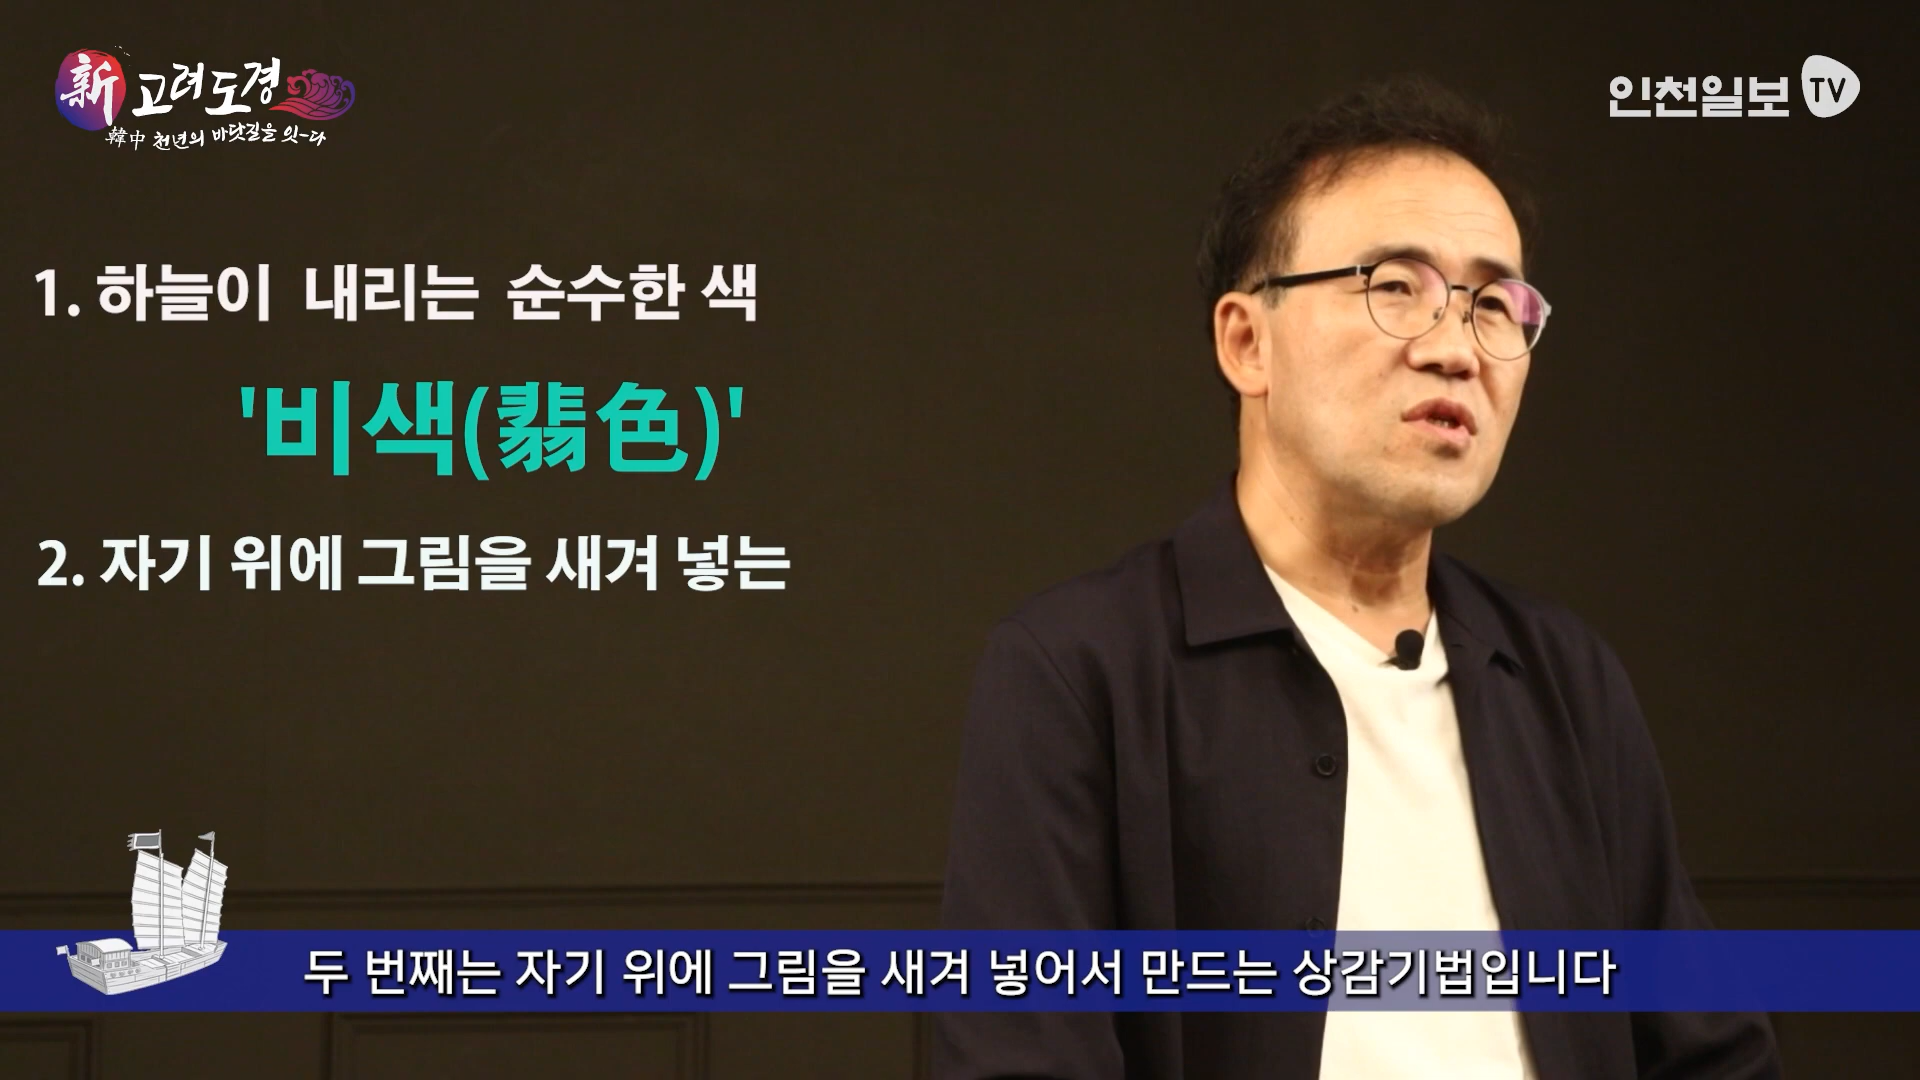 新 고려도경
韓中 천년의 바닷길을 잇-다
인천일보 TV
1. 하늘이 내리는 순수한 색
'비색(翡色)'
2. 자기 위에 그림을 새겨 넣는
두 번째는 자기 위에 그림을 새겨 넣어서 만드는 상감기법입니다